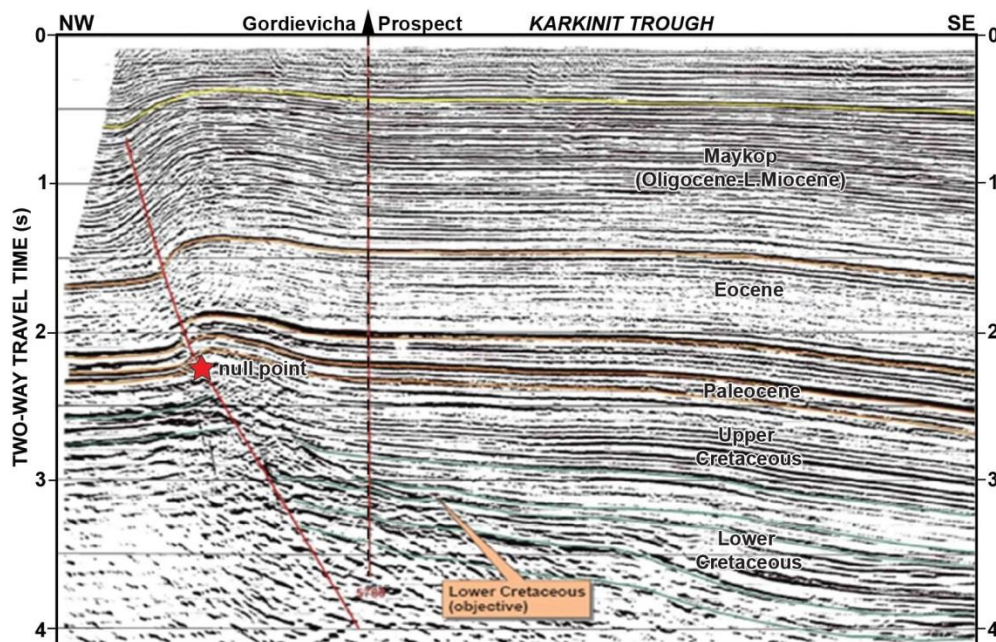 NW Gordievicha Prospect KARKINIT TROUGH SE
0 0
Maykop
(Oligocene-L.Miocene)
1 1
Eocene
2 2
null point
Paleocene
Upper
Cretaceous
3 3
Lower
Cretaceous
Lower Cretaceous
(objective)
4 4
TWO-WAY TRAVEL TIME (s)